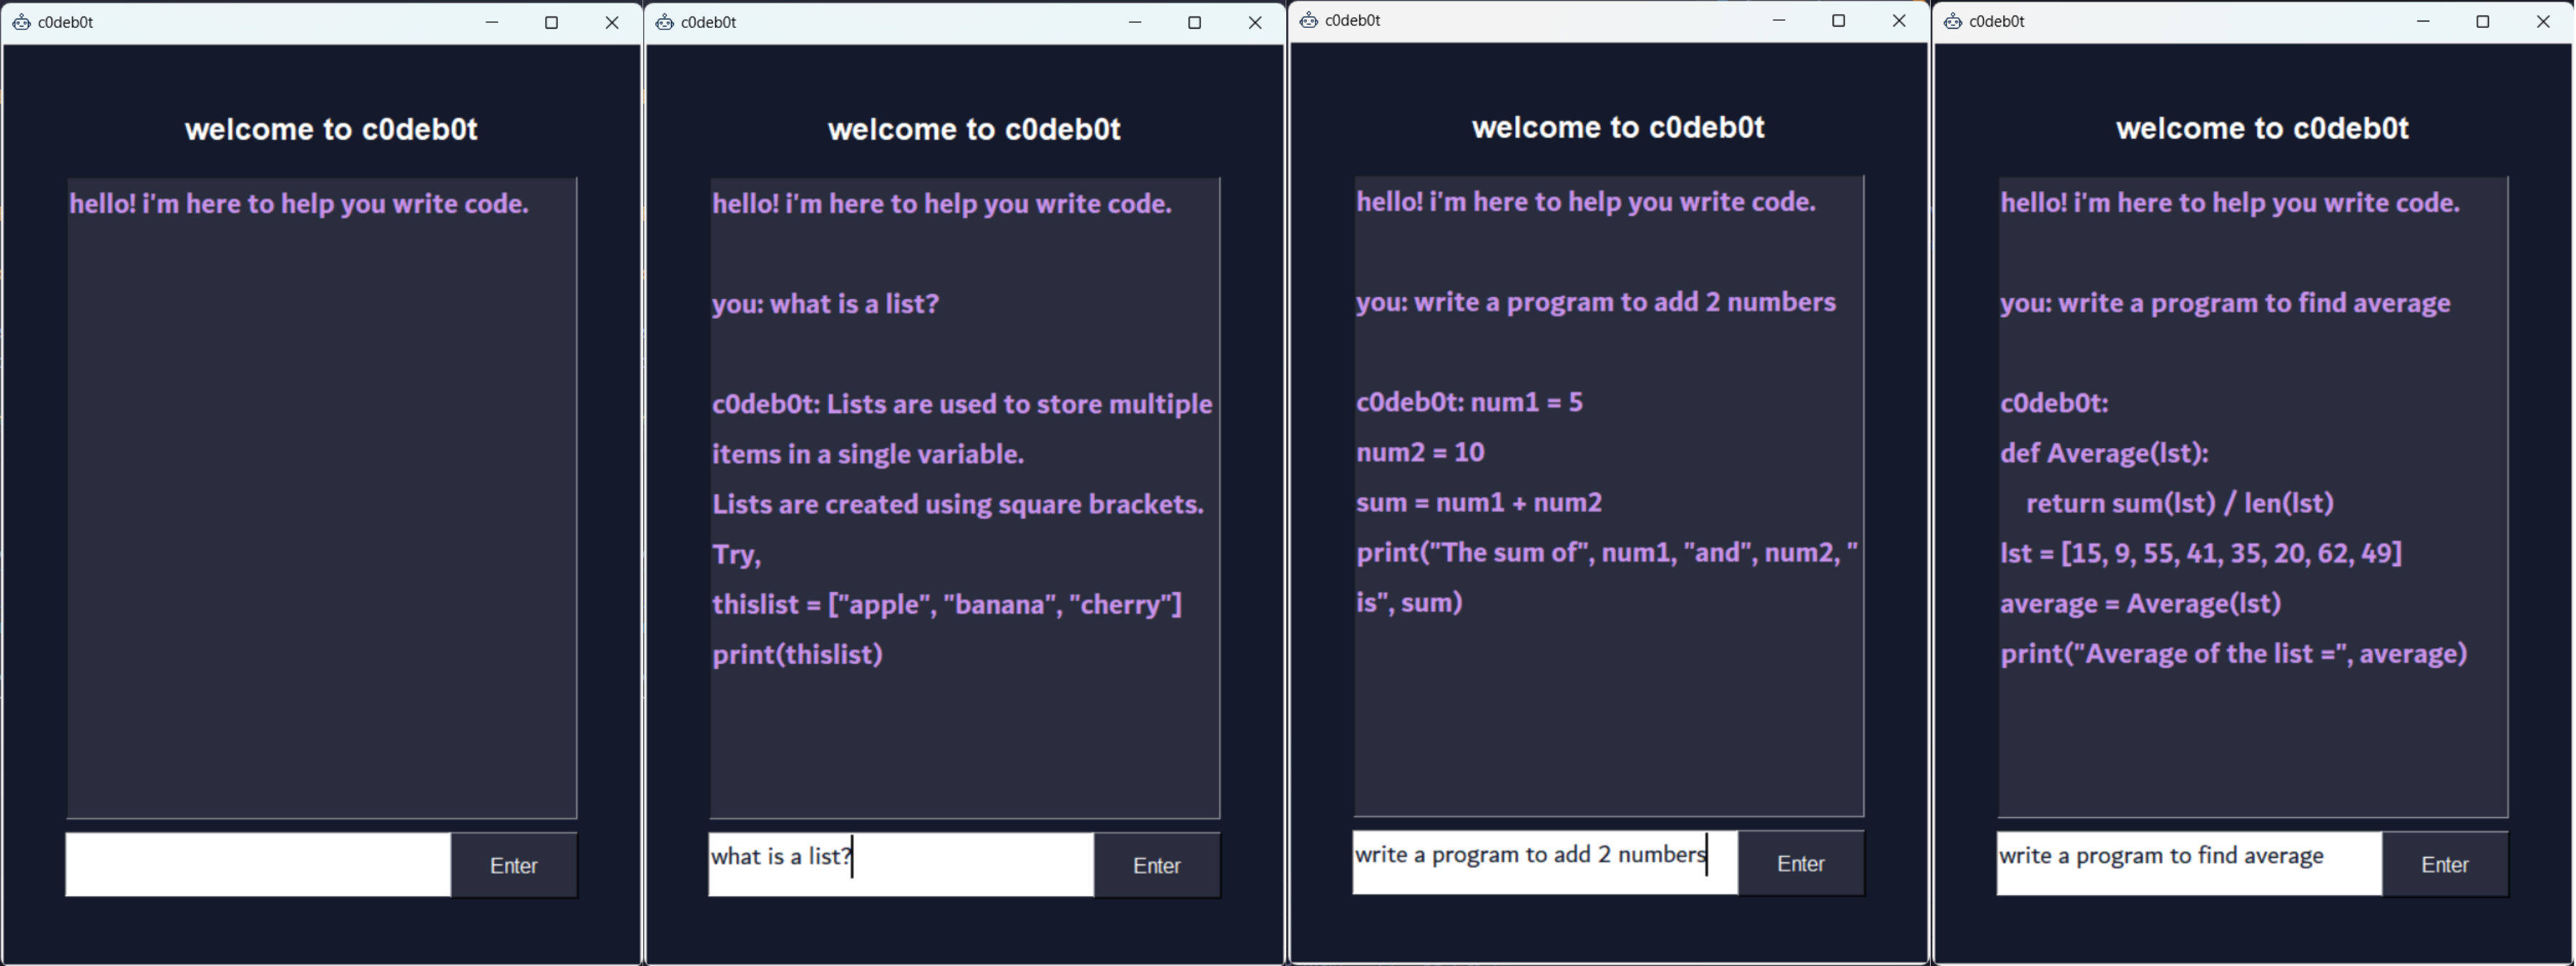 c0deb0t
welcome to c0deb0t
hello! i'm here to help you write code.
Enter
c0deb0t
welcome to c0deb0t
hello! i'm here to help you write code.
you: what is a list?
c0deb0t: Lists are used to store multiple
items in a single variable.
Lists are created using square brackets.
Try,
thislist = ["apple", "banana", "cherry"]
print(thislist)
what is a list?
Enter
c0deb0t
welcome to c0deb0t
hello! i'm here to help you write code.
you: write a program to add 2 numbers
c0deb0t: num1 = 5
num2 = 10
sum = num1 + num2
print("The sum of", num1, "and", num2, "
is", sum)
write a program to add 2 numbers
Enter
c0deb0t
welcome to c0deb0t
hello! i'm here to help you write code.
you: write a program to find average
c0deb0t:
def Average(lst):
    return sum(lst) / len(lst)
lst = [15, 9, 55, 41, 35, 20, 62, 49]
average = Average(lst)
print("Average of the list =", average)
write a program to find average
Enter